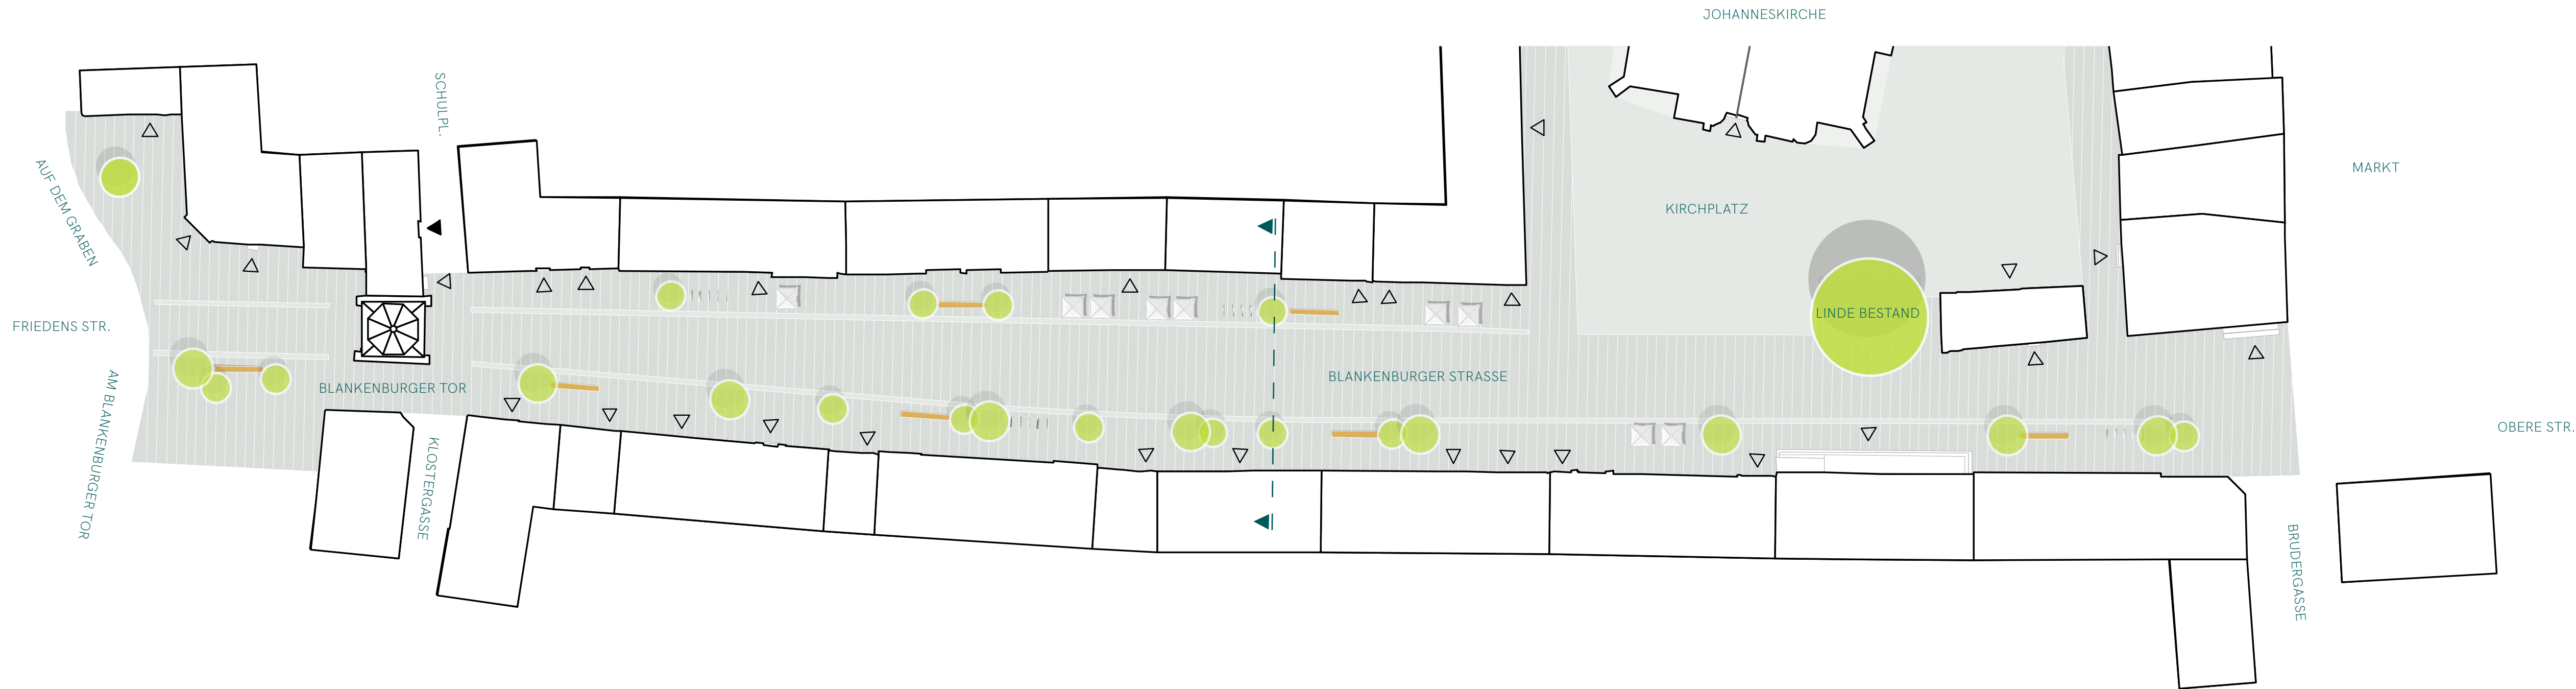 JOHANNESKIRCHE
SCHULPL.
AUF DEM GRABEN
MARKT
KIRCHPLATZ
LINDE BESTAND
FRIEDENS STR.
BLANKENBURGER STRASSE
BLANKENBURGER TOR
AM BLANKENBURGER TOR
KLOSTERGASSE
OBERE STR.
BRUDERGASSE